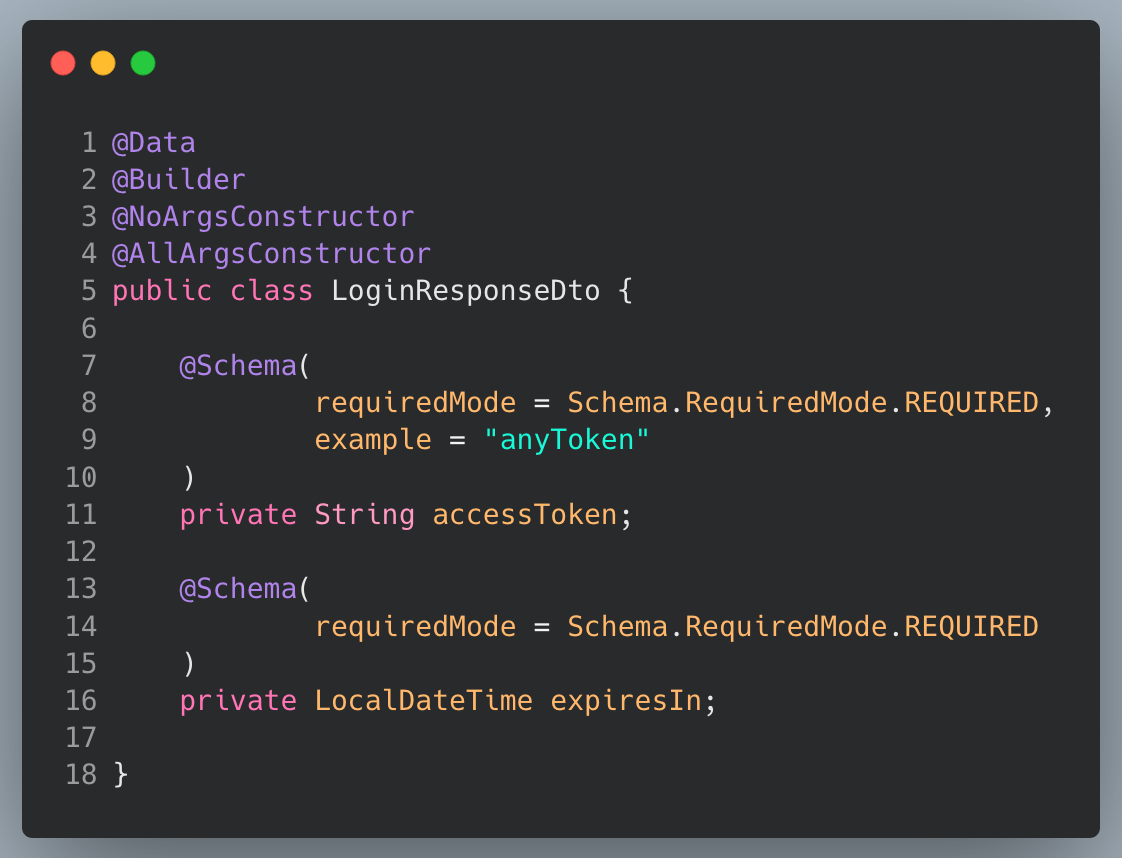 1 @Data
2 @Builder
3 @NoArgsConstructor
4 @AllArgsConstructor
5 public class LoginResponseDto {
6
7     @Schema(
8             requiredMode = Schema.RequiredMode.REQUIRED,
9             example = "anyToken"
10     )
11     private String accessToken;
12
13     @Schema(
14             requiredMode = Schema.RequiredMode.REQUIRED
15     )
16     private LocalDateTime expiresIn;
17
18 }